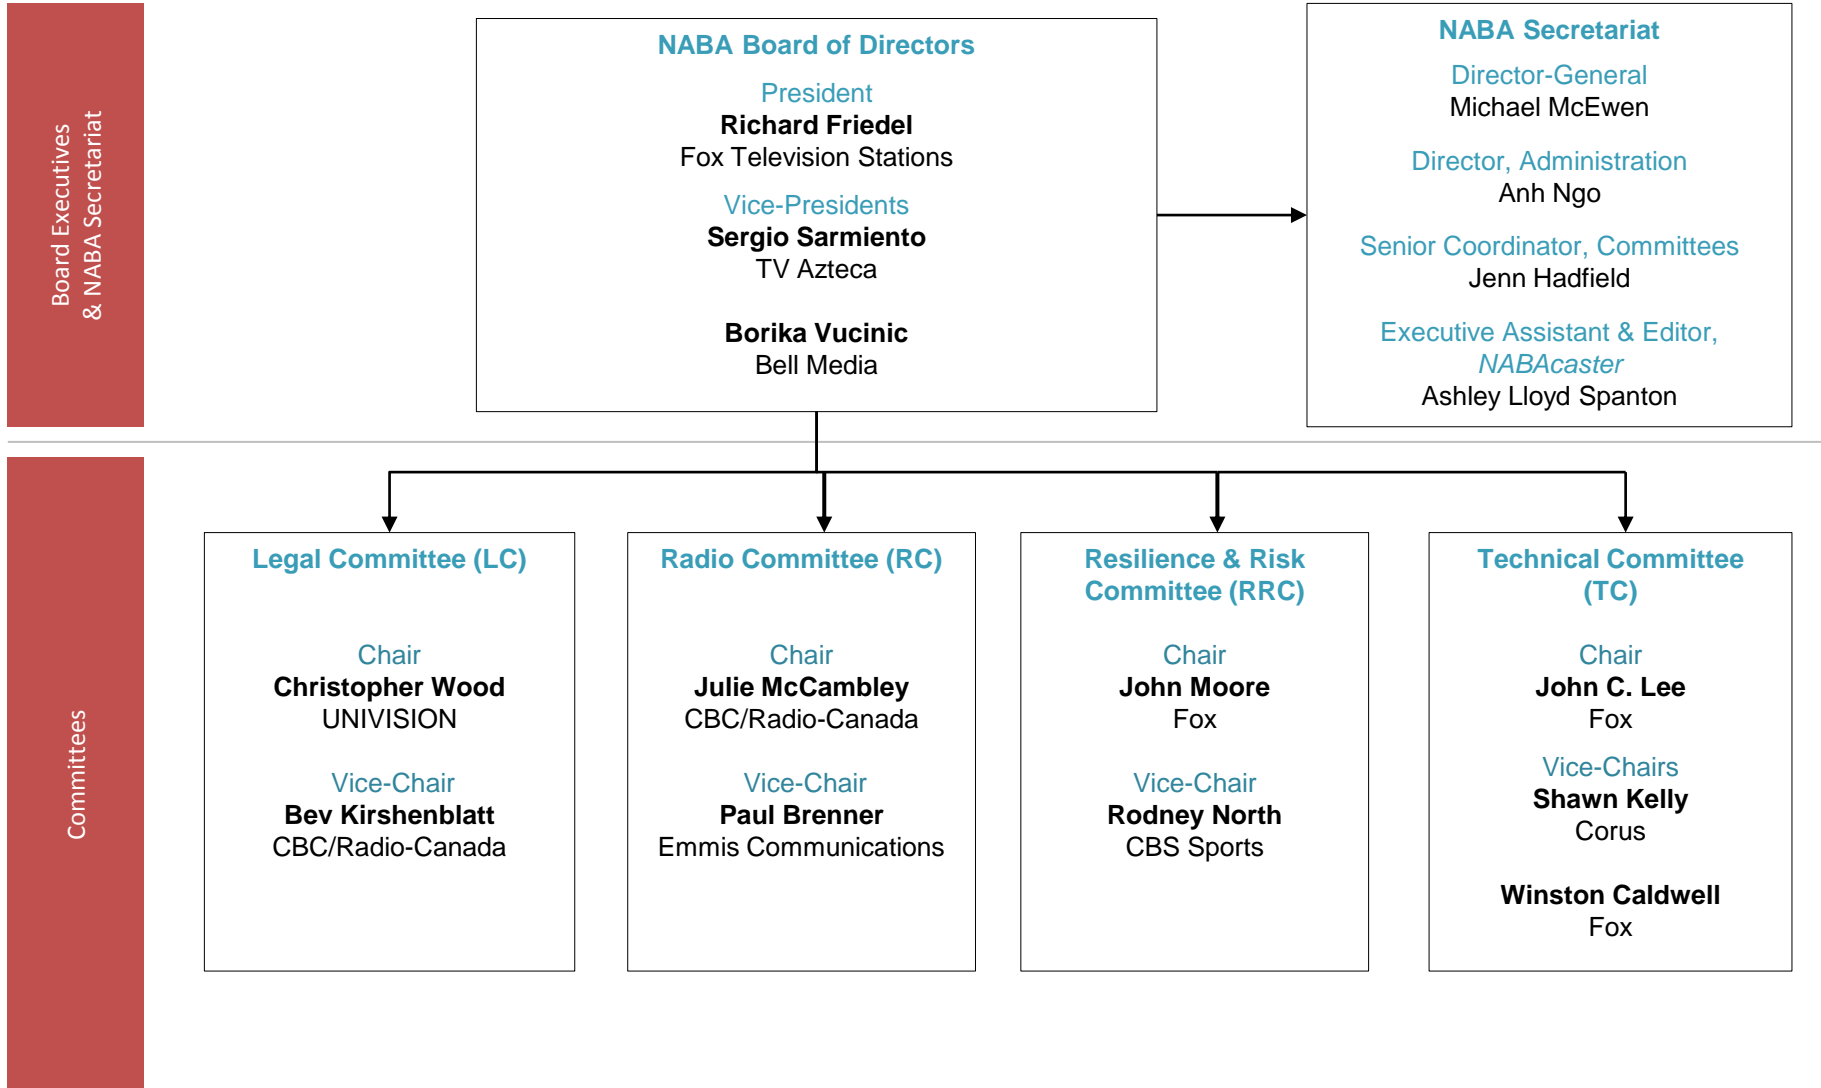 Board Executives
& NABA Secretariat
NABA Board of Directors
President
Richard Friedel
Fox Television Stations
Vice-Presidents
Sergio Sarmiento
TV Azteca
Borika Vucinic
Bell Media
NABA Secretariat
Director-General
Michael McEwen
Director, Administration
Anh Ngo
Senior Coordinator, Committees
Jenn Hadfield
Executive Assistant & Editor,
NABAcaster
Ashley Lloyd Spanton
Committees
Legal Committee (LC)
Chair
Christopher Wood
UNIVISION
Vice-Chair
Bev Kirshenblatt
CBC/Radio-Canada
Radio Committee (RC)
Chair
Julie McCambley
CBC/Radio-Canada
Vice-Chair
Paul Brenner
Emmis Communications
Resilience & Risk
Committee (RRC)
Chair
John Moore
Fox
Vice-Chair
Rodney North
CBS Sports
Technical Committee
(TC)
Chair
John C. Lee
Fox
Vice-Chairs
Shawn Kelly
Corus
Winston Caldwell
Fox